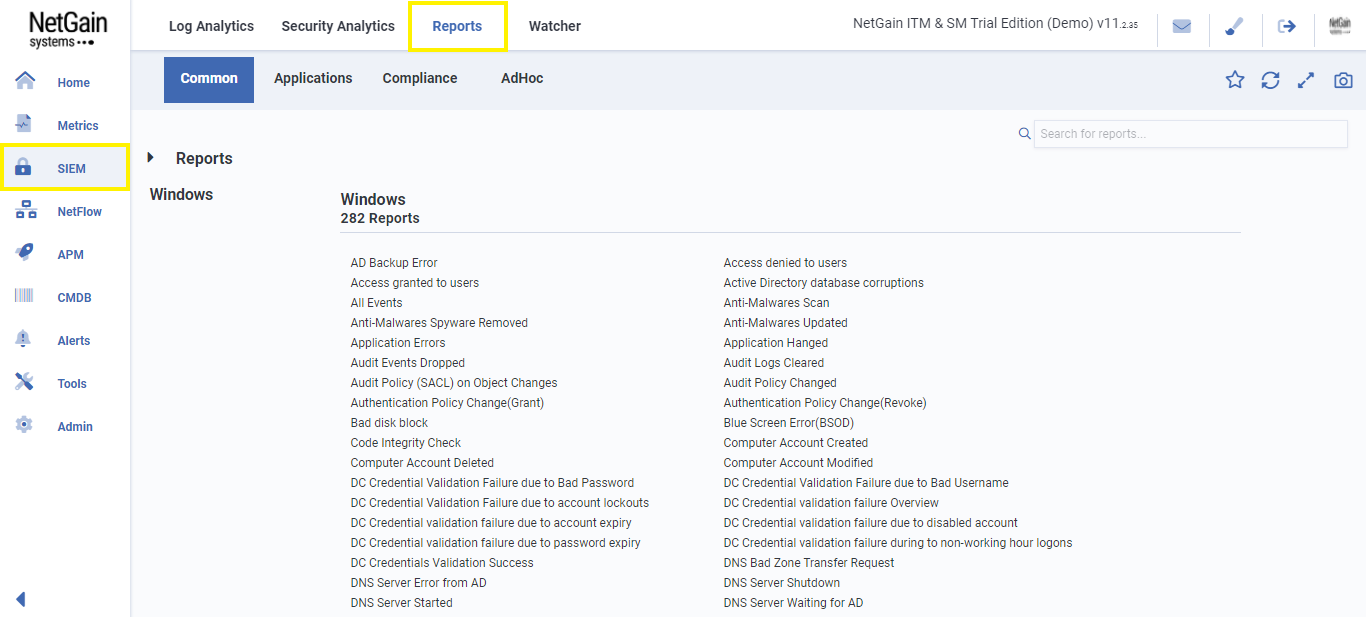 NetGain
systems
Log Analytics
Security Analytics
Reports
Watcher
NetGain ITM & SM Trial Edition (Demo) v11.2.35
NetGain
Home
Metrics
SIEM
NetFlow
APM
CMDB
Alerts
Tools
Admin
Common
Applications
Compliance
AdHoc
Search for reports...
Reports
Windows
Windows
282 Reports
AD Backup Error
Access denied to users
Access granted to users
Active Directory database corruptions
All Events
Anti-Malwares Scan
Anti-Malwares Spyware Removed
Anti-Malwares Updated
Application Errors
Application Hanged
Audit Events Dropped
Audit Logs Cleared
Audit Policy (SACL) on Object Changes
Audit Policy Changed
Authentication Policy Change(Grant)
Authentication Policy Change(Revoke)
Bad disk block
Blue Screen Error(BSOD)
Code Integrity Check
Computer Account Created
Computer Account Deleted
Computer Account Modified
DC Credential Validation Failure due to Bad Password
DC Credential Validation Failure due to Bad Username
DC Credential Validation Failure due to account lockouts
DC Credential validation failure Overview
DC Credential validation failure due to account expiry
DC Credential validation failure due to disabled account
DC Credential validation failure due to password expiry
DC Credential validation failure during to non-working hour logons
DC Credentials Validation Success
DNS Bad Zone Transfer Request
DNS Server Error from AD
DNS Server Shutdown
DNS Server Started
DNS Server Waiting for AD